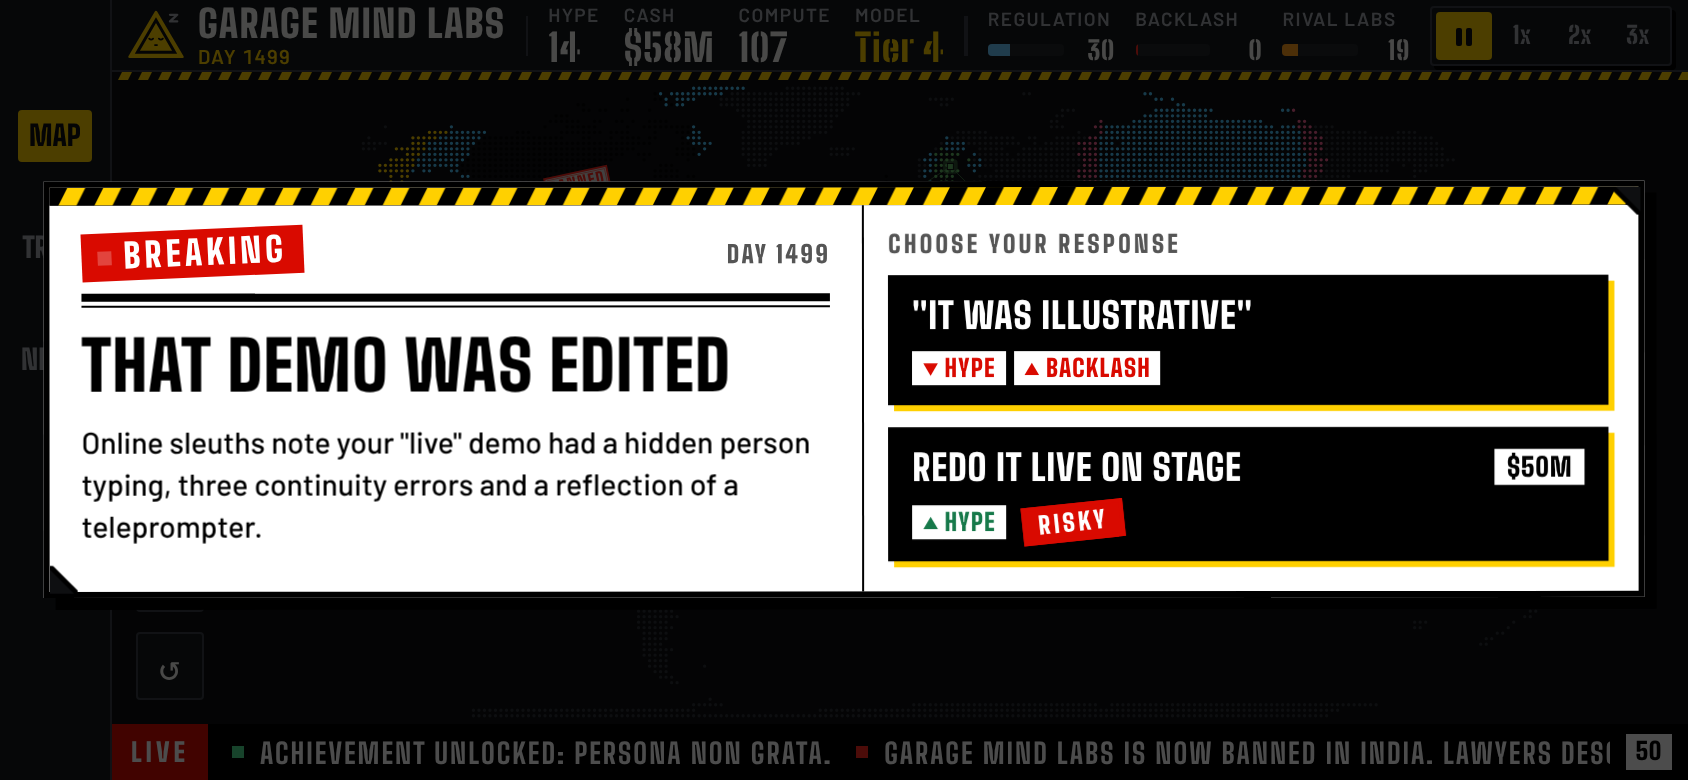 GARAGE MIND LABS
DAY 1499
HYPE
14
CASH
$58M
COMPUTE
107
MODEL
Tier 4
REGULATION
30
BACKLASH
0
RIVAL LABS
19
1x
2x
3x
MAP
BREAKING
DAY 1499
THAT DEMO WAS EDITED
Online sleuths note your "live" demo had a hidden person
typing, three continuity errors and a reflection of a
teleprompter.
CHOOSE YOUR RESPONSE
"IT WAS ILLUSTRATIVE"
▼ HYPE ▲ BACKLASH
REDO IT LIVE ON STAGE
$50M
▲ HYPE RISKY
LIVE
ACHIEVEMENT UNLOCKED: PERSONA NON GRATA.
GARAGE MIND LABS IS NOW BANNED IN INDIA. LAWYERS
50